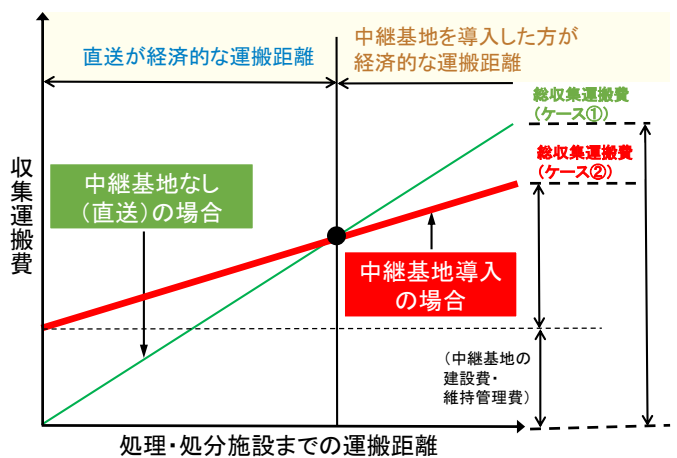 直送が経済的な運搬距離
中継基地を導入した方が
経済的な運搬距離
総収集運搬費
(ケース①)
総収集運搬費
(ケース②)
収集運搬費
中継基地なし
(直送)の場合
中継基地導入
の場合
(中継基地の
建設費・
維持管理費)
処理・処分施設までの運搬距離